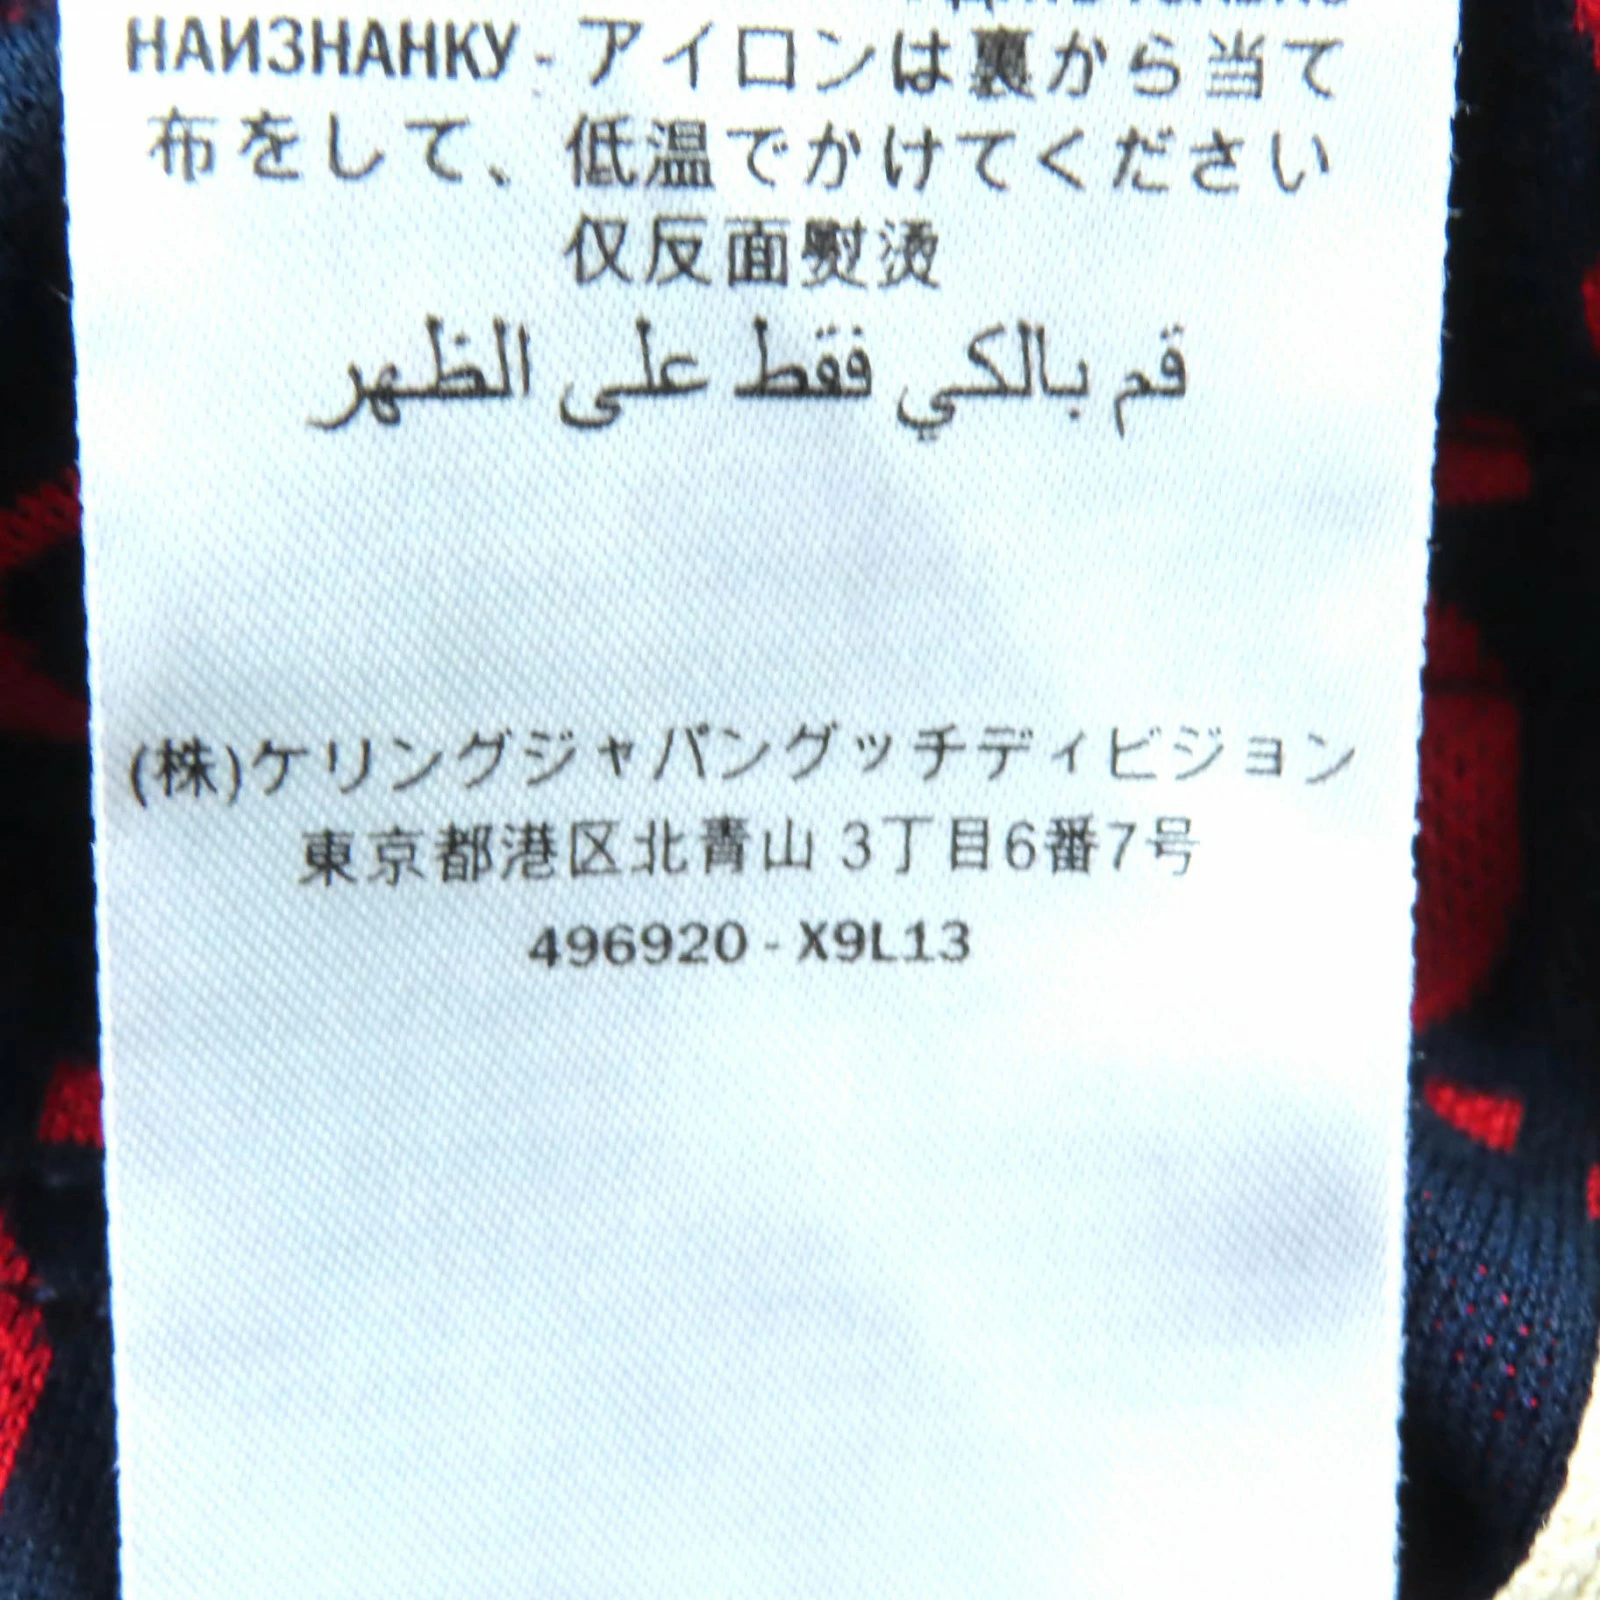 НАИЗНАНКУ - アイロンは裏から当て
布をして、低温でかけてください
仅反面熨烫
قم بالكي فقط على الظهر
(株)ケリングジャパングッチディビジョン
東京都港区北青山 3丁目6番7号
496920 - X9L13